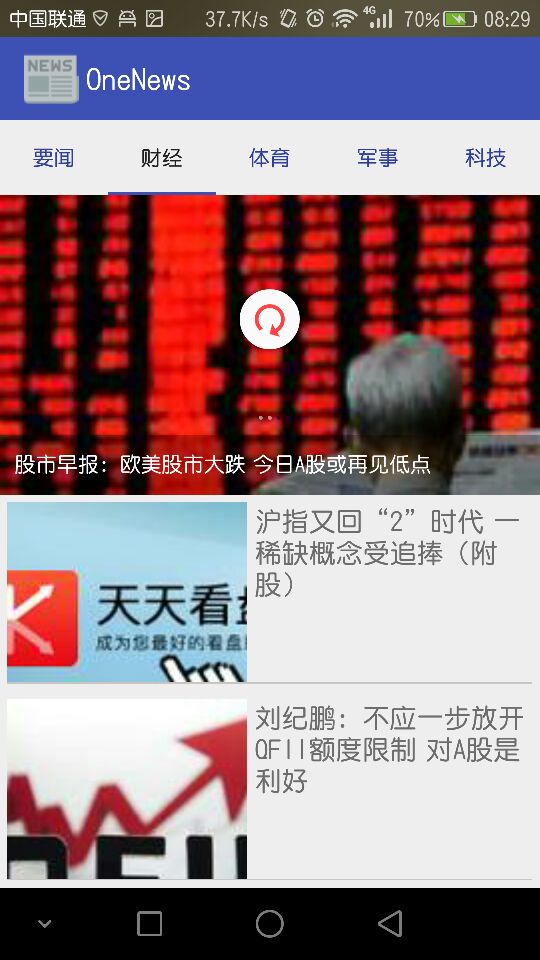 中国联通 37.7K/s 4G 70% 08:29
NEWS OneNews
要闻 财经 体育 军事 科技
股市早报：欧美股市大跌 今日A股或再见低点
沪指又回“2”时代 一
稀缺概念受追捧（附
股）
天天看盘
成为您最好的看盘
刘纪鹏：不应一步放开
QFII额度限制 对A股是
利好
QFII